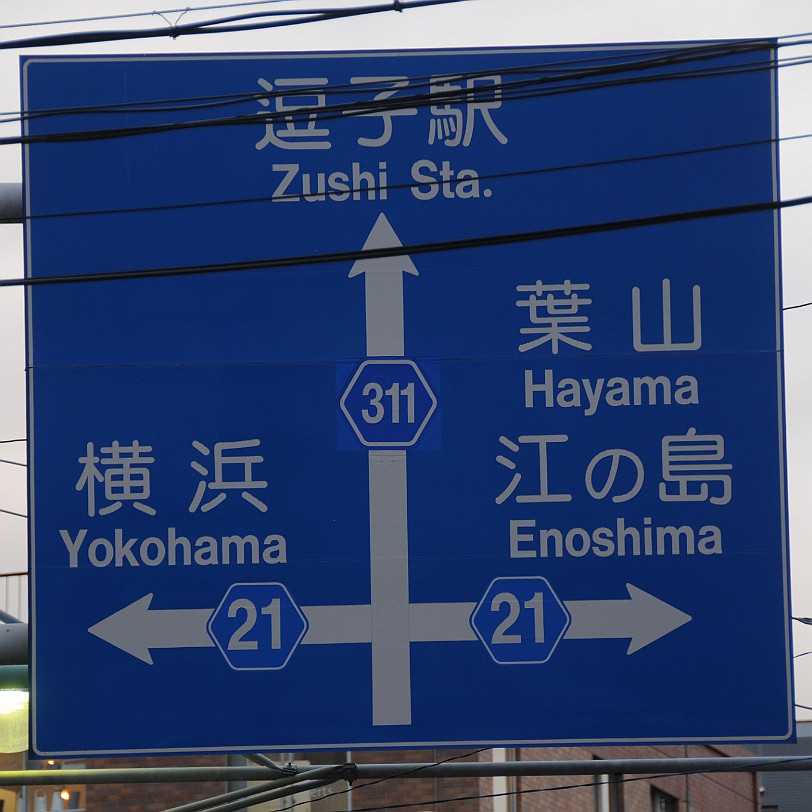 逗子駅
Zushi Sta.
311
葉山
Hayama
横浜
Yokohama
江の島
Enoshima
21
21